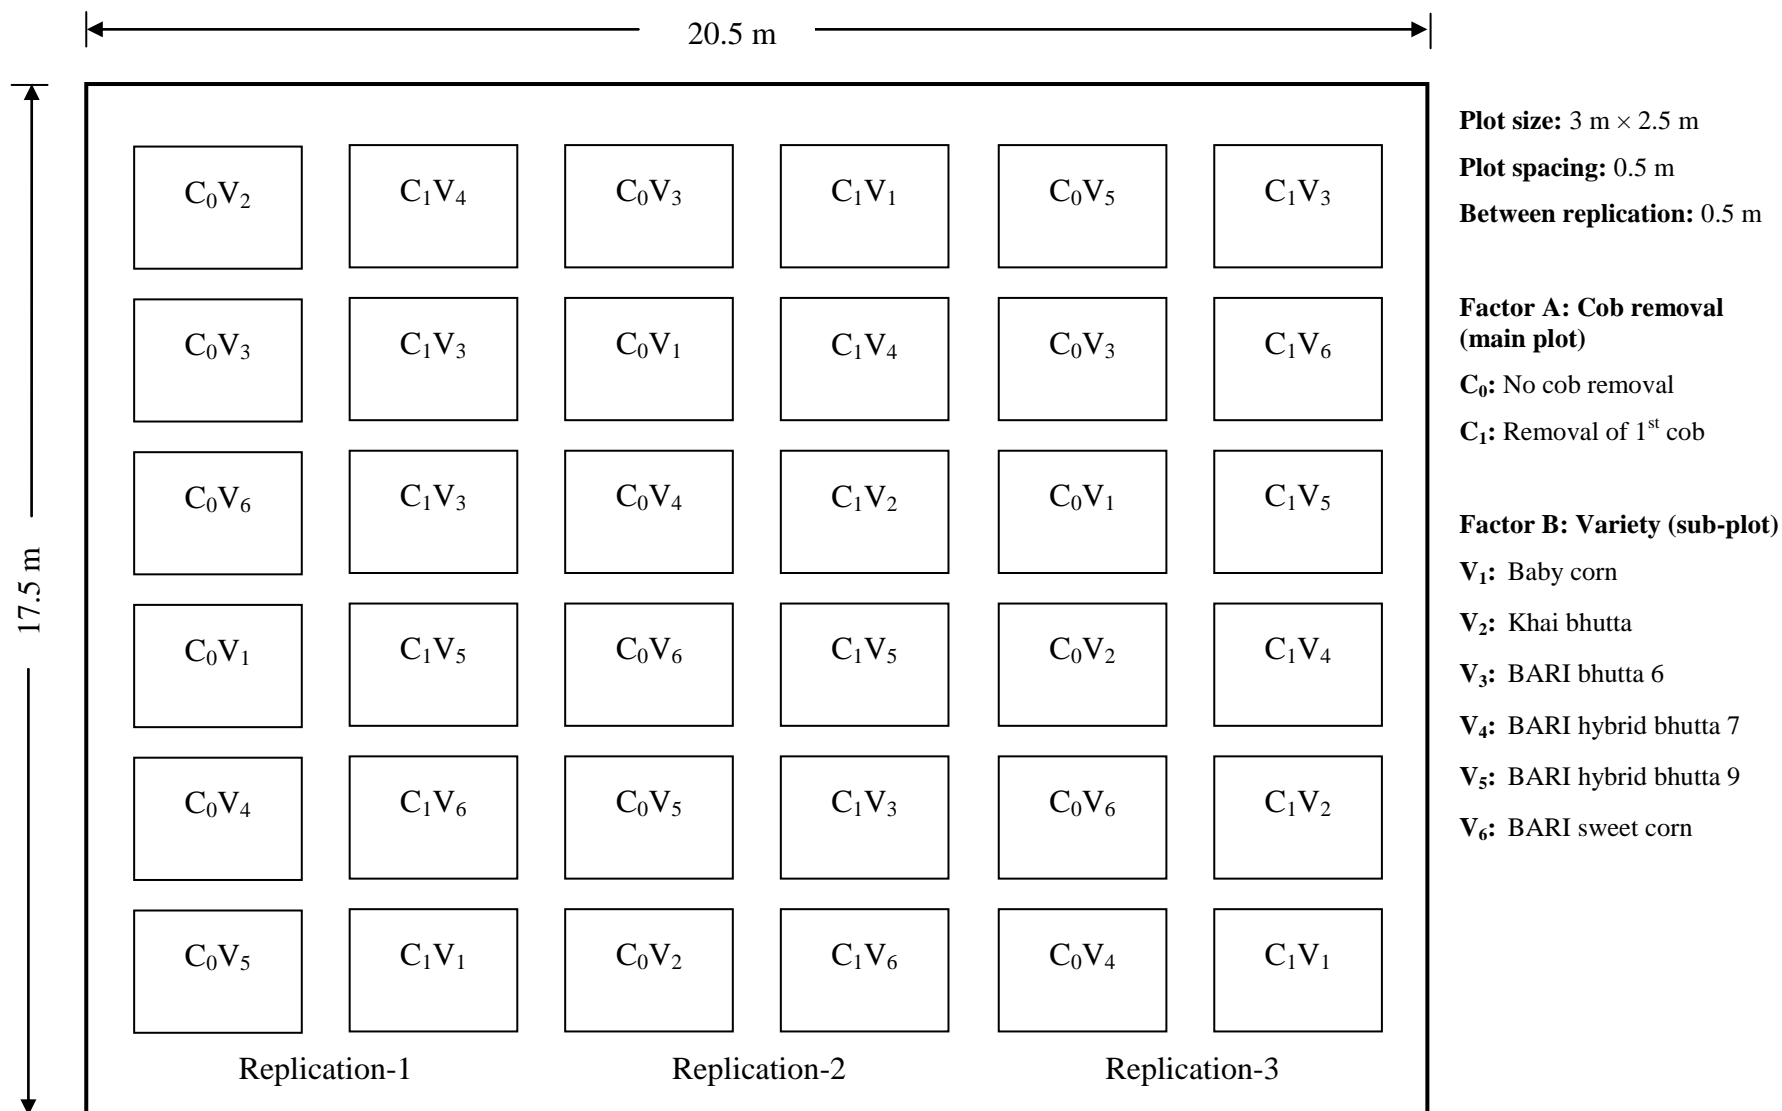 20.5 m
17.5 m
C₀V₂ C₁V₄ C₀V₃ C₁V₁ C₀V₅ C₁V₃
C₀V₃ C₁V₃ C₀V₁ C₁V₄ C₀V₃ C₁V₆
C₀V₆ C₁V₃ C₀V₄ C₁V₂ C₀V₁ C₁V₅
C₀V₁ C₁V₅ C₀V₆ C₁V₅ C₀V₂ C₁V₄
C₀V₄ C₁V₆ C₀V₅ C₁V₃ C₀V₆ C₁V₂
C₀V₅ C₁V₁ C₀V₂ C₁V₆ C₀V₄ C₁V₁
Replication-1 Replication-2 Replication-3
Plot size: 3 m × 2.5 m
Plot spacing: 0.5 m
Between replication: 0.5 m
Factor A: Cob removal
(main plot)
C₀: No cob removal
C₁: Removal of 1ˢᵗ cob
Factor B: Variety (sub-plot)
V₁: Baby corn
V₂: Khai bhutta
V₃: BARI bhutta 6
V₄: BARI hybrid bhutta 7
V₅: BARI hybrid bhutta 9
V₆: BARI sweet corn